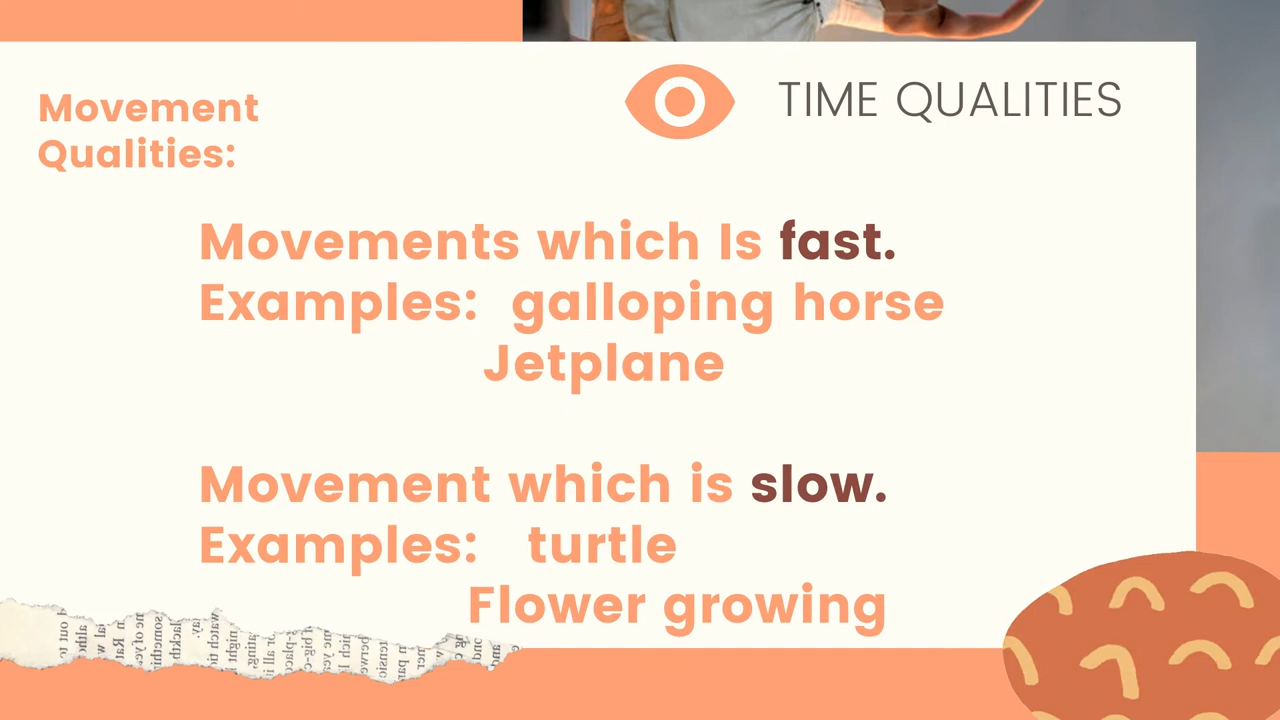 Movement
Qualities:
TIME QUALITIES
Movements which Is fast.
Examples: galloping horse
Jetplane
Movement which is slow.
Examples: turtle
Flower growing